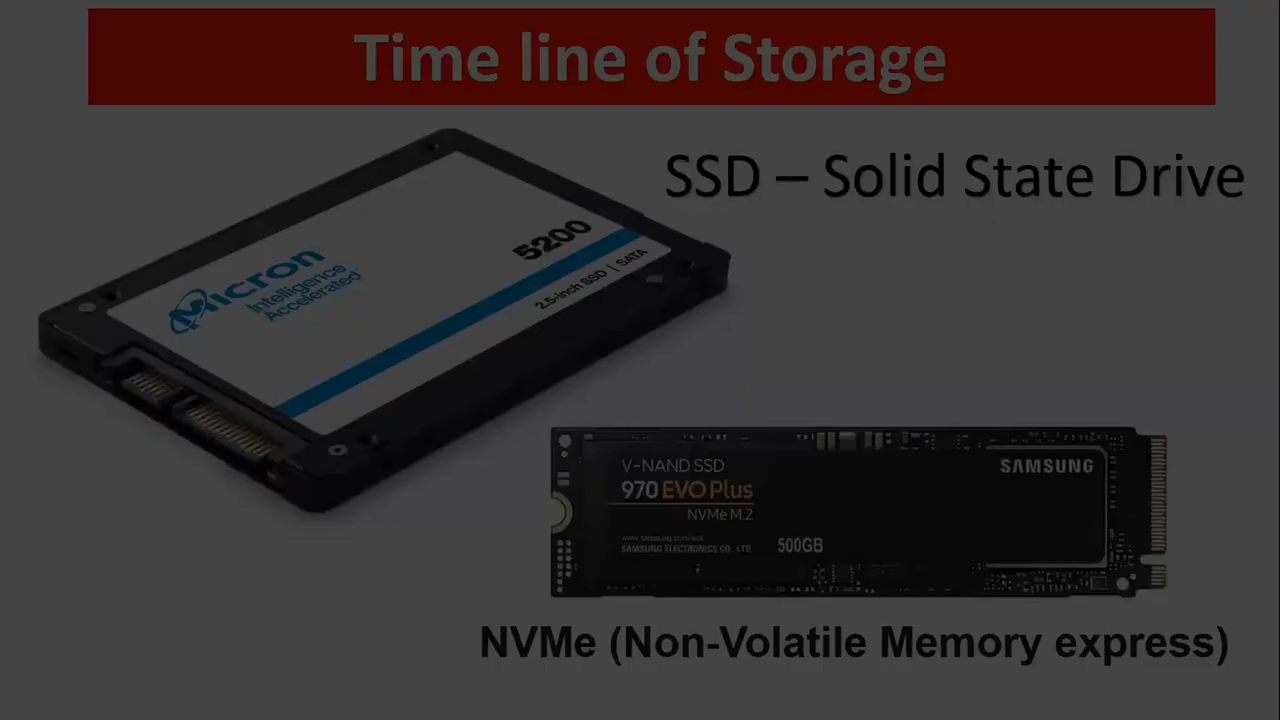 Time line of Storage
SSD – Solid State Drive
Micron
Intelligence
Accelerated
5200
2.5-inch SSD | SATA
V-NAND SSD
970 EVO Plus
NVMe M.2
SAMSUNG
SAMSUNG ELECTRONICS CO., LTD.
500GB
NVMe (Non-Volatile Memory express)